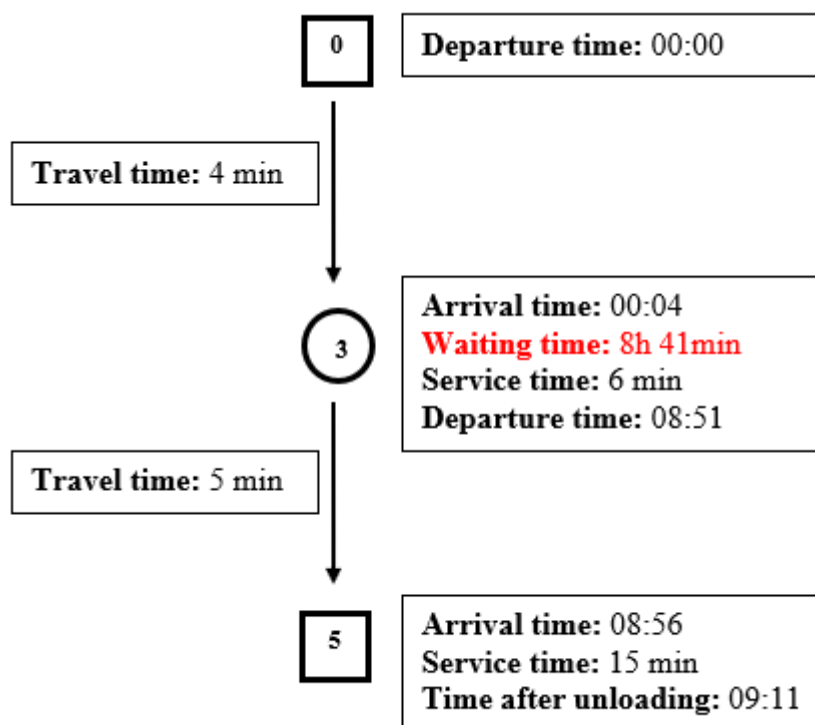 0
Departure time: 00:00
Travel time: 4 min
3
Arrival time: 00:04
Waiting time: 8h 41min
Service time: 6 min
Departure time: 08:51
Travel time: 5 min
5
Arrival time: 08:56
Service time: 15 min
Time after unloading: 09:11